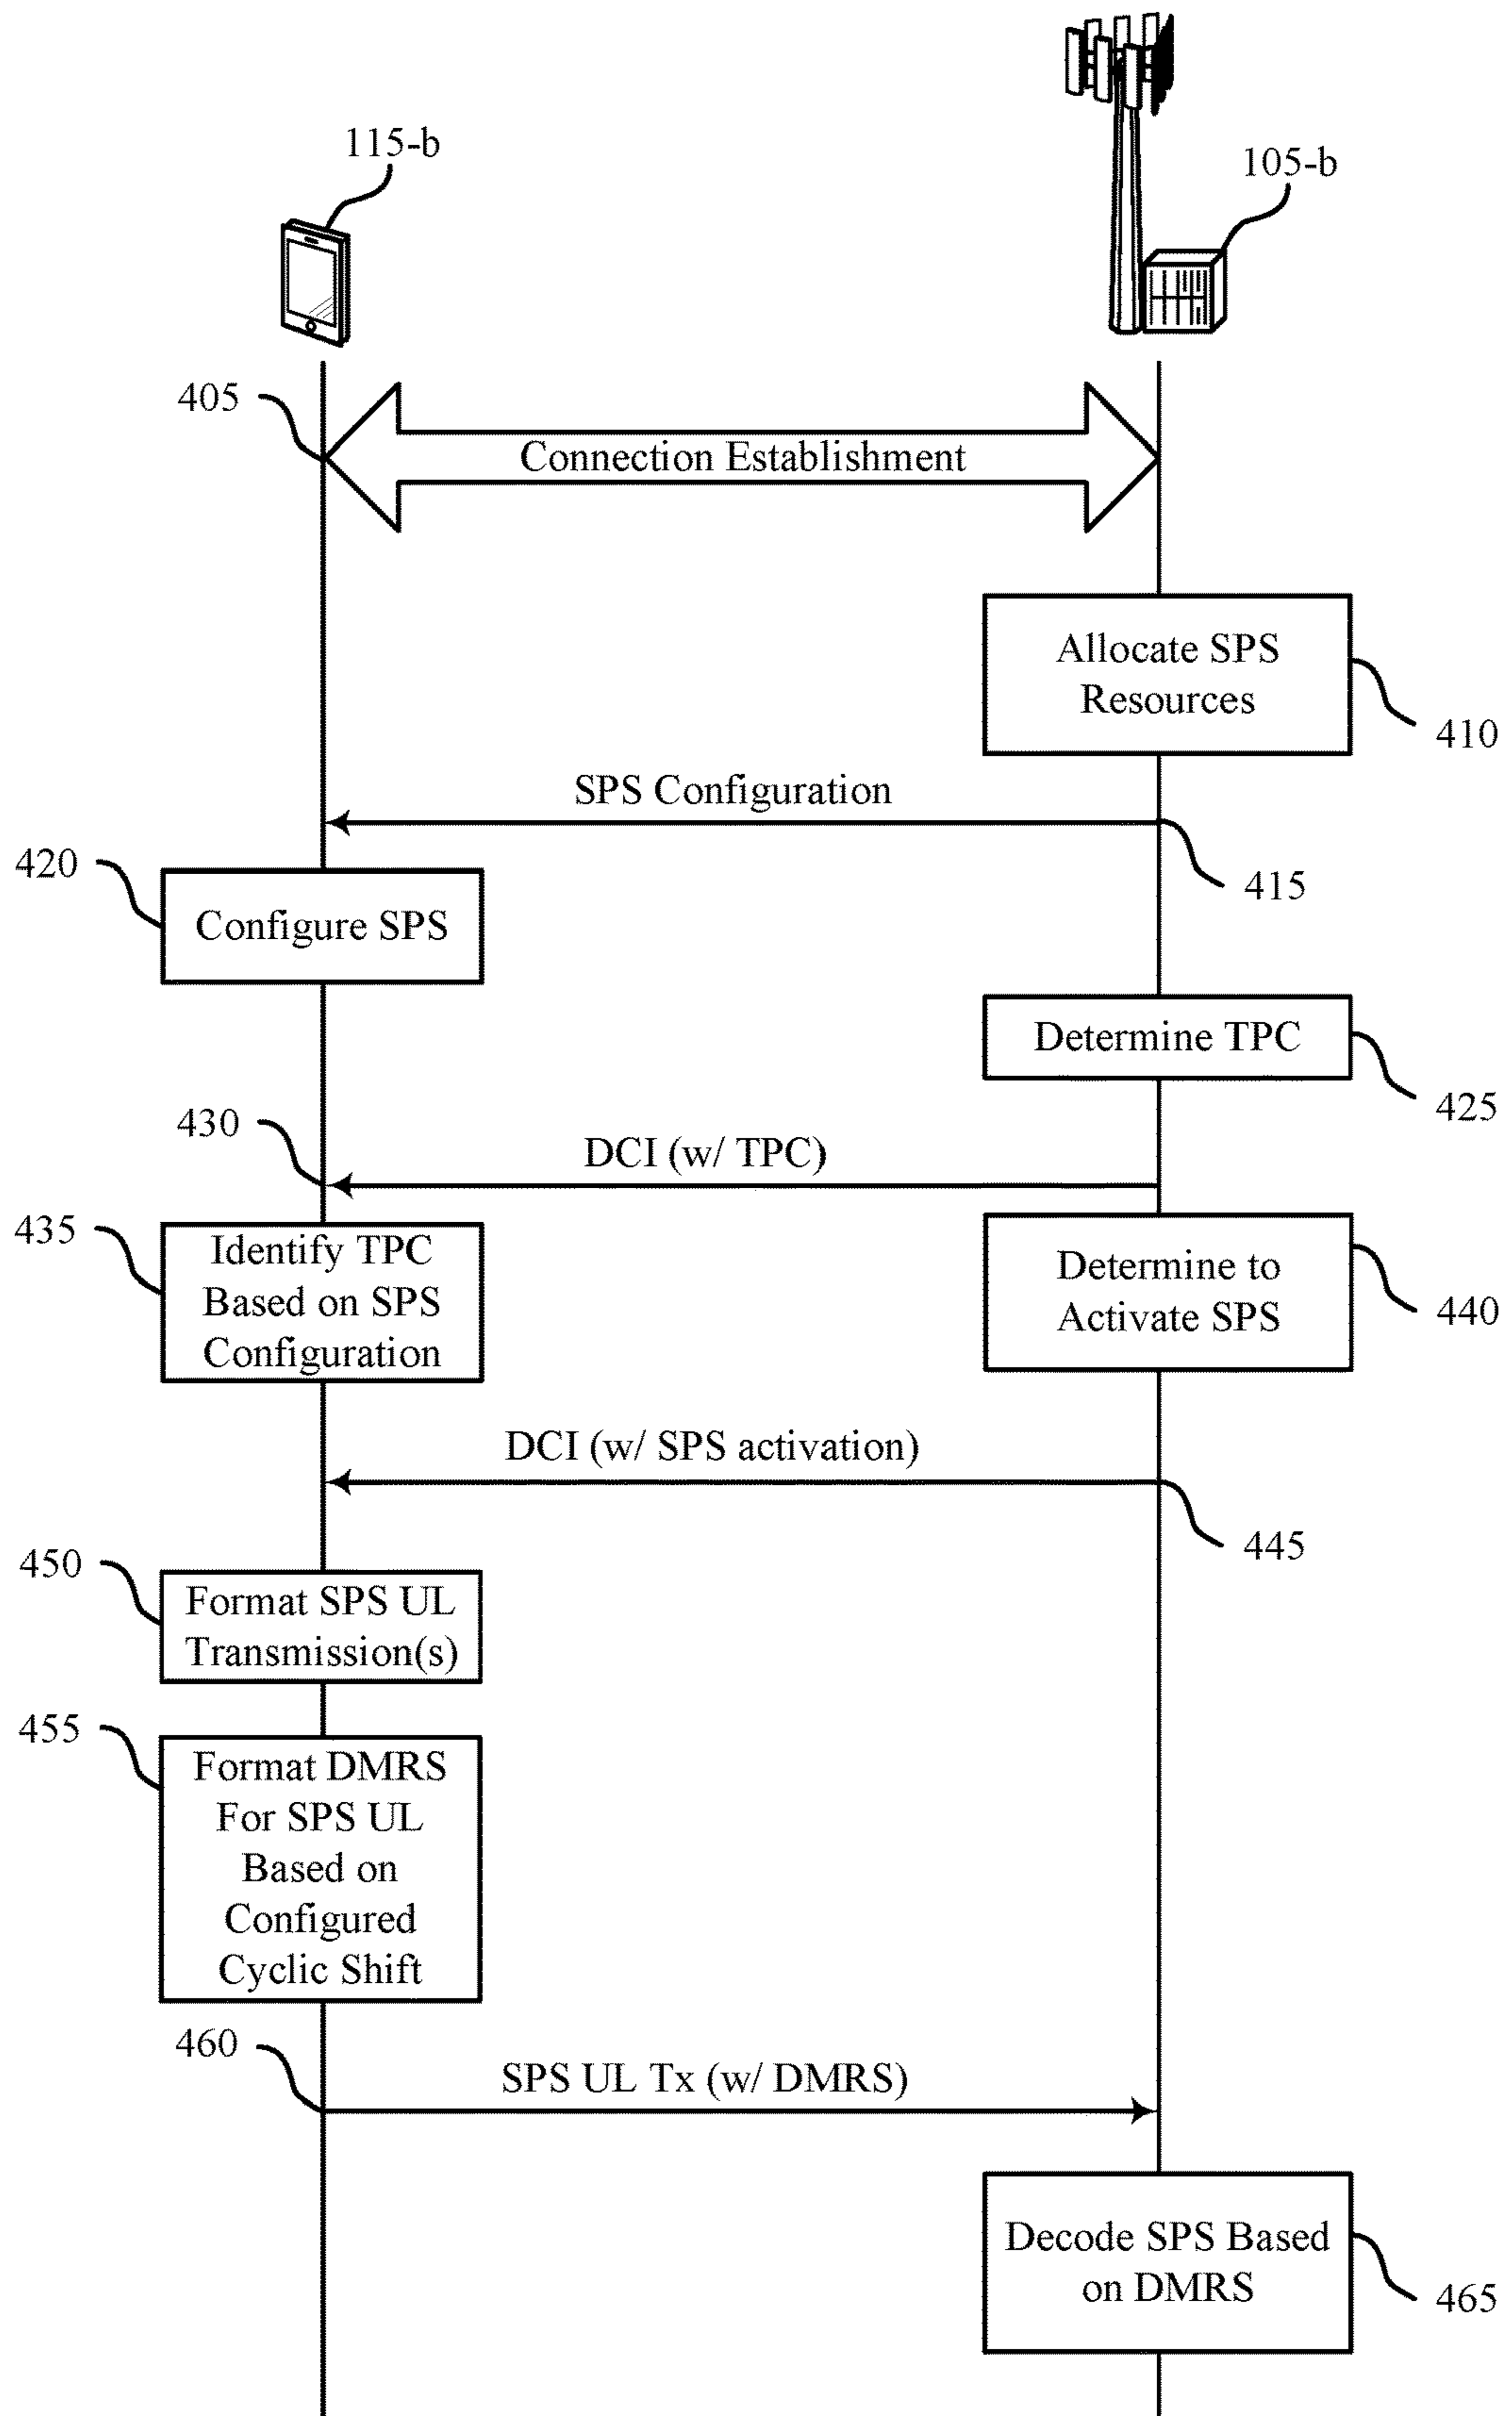 115-b
105-b
405
Connection Establishment
Allocate SPS
Resources
410
SPS Configuration
415
420
Configure SPS
Determine TPC
425
430
DCI (w/ TPC)
435
Identify TPC
Based on SPS
Configuration
Determine to
Activate SPS
440
DCI (w/ SPS activation)
445
450
Format SPS UL
Transmission(s)
455
Format DMRS
For SPS UL
Based on
Configured
Cyclic Shift
460
SPS UL Tx (w/ DMRS)
Decode SPS Based
on DMRS
465